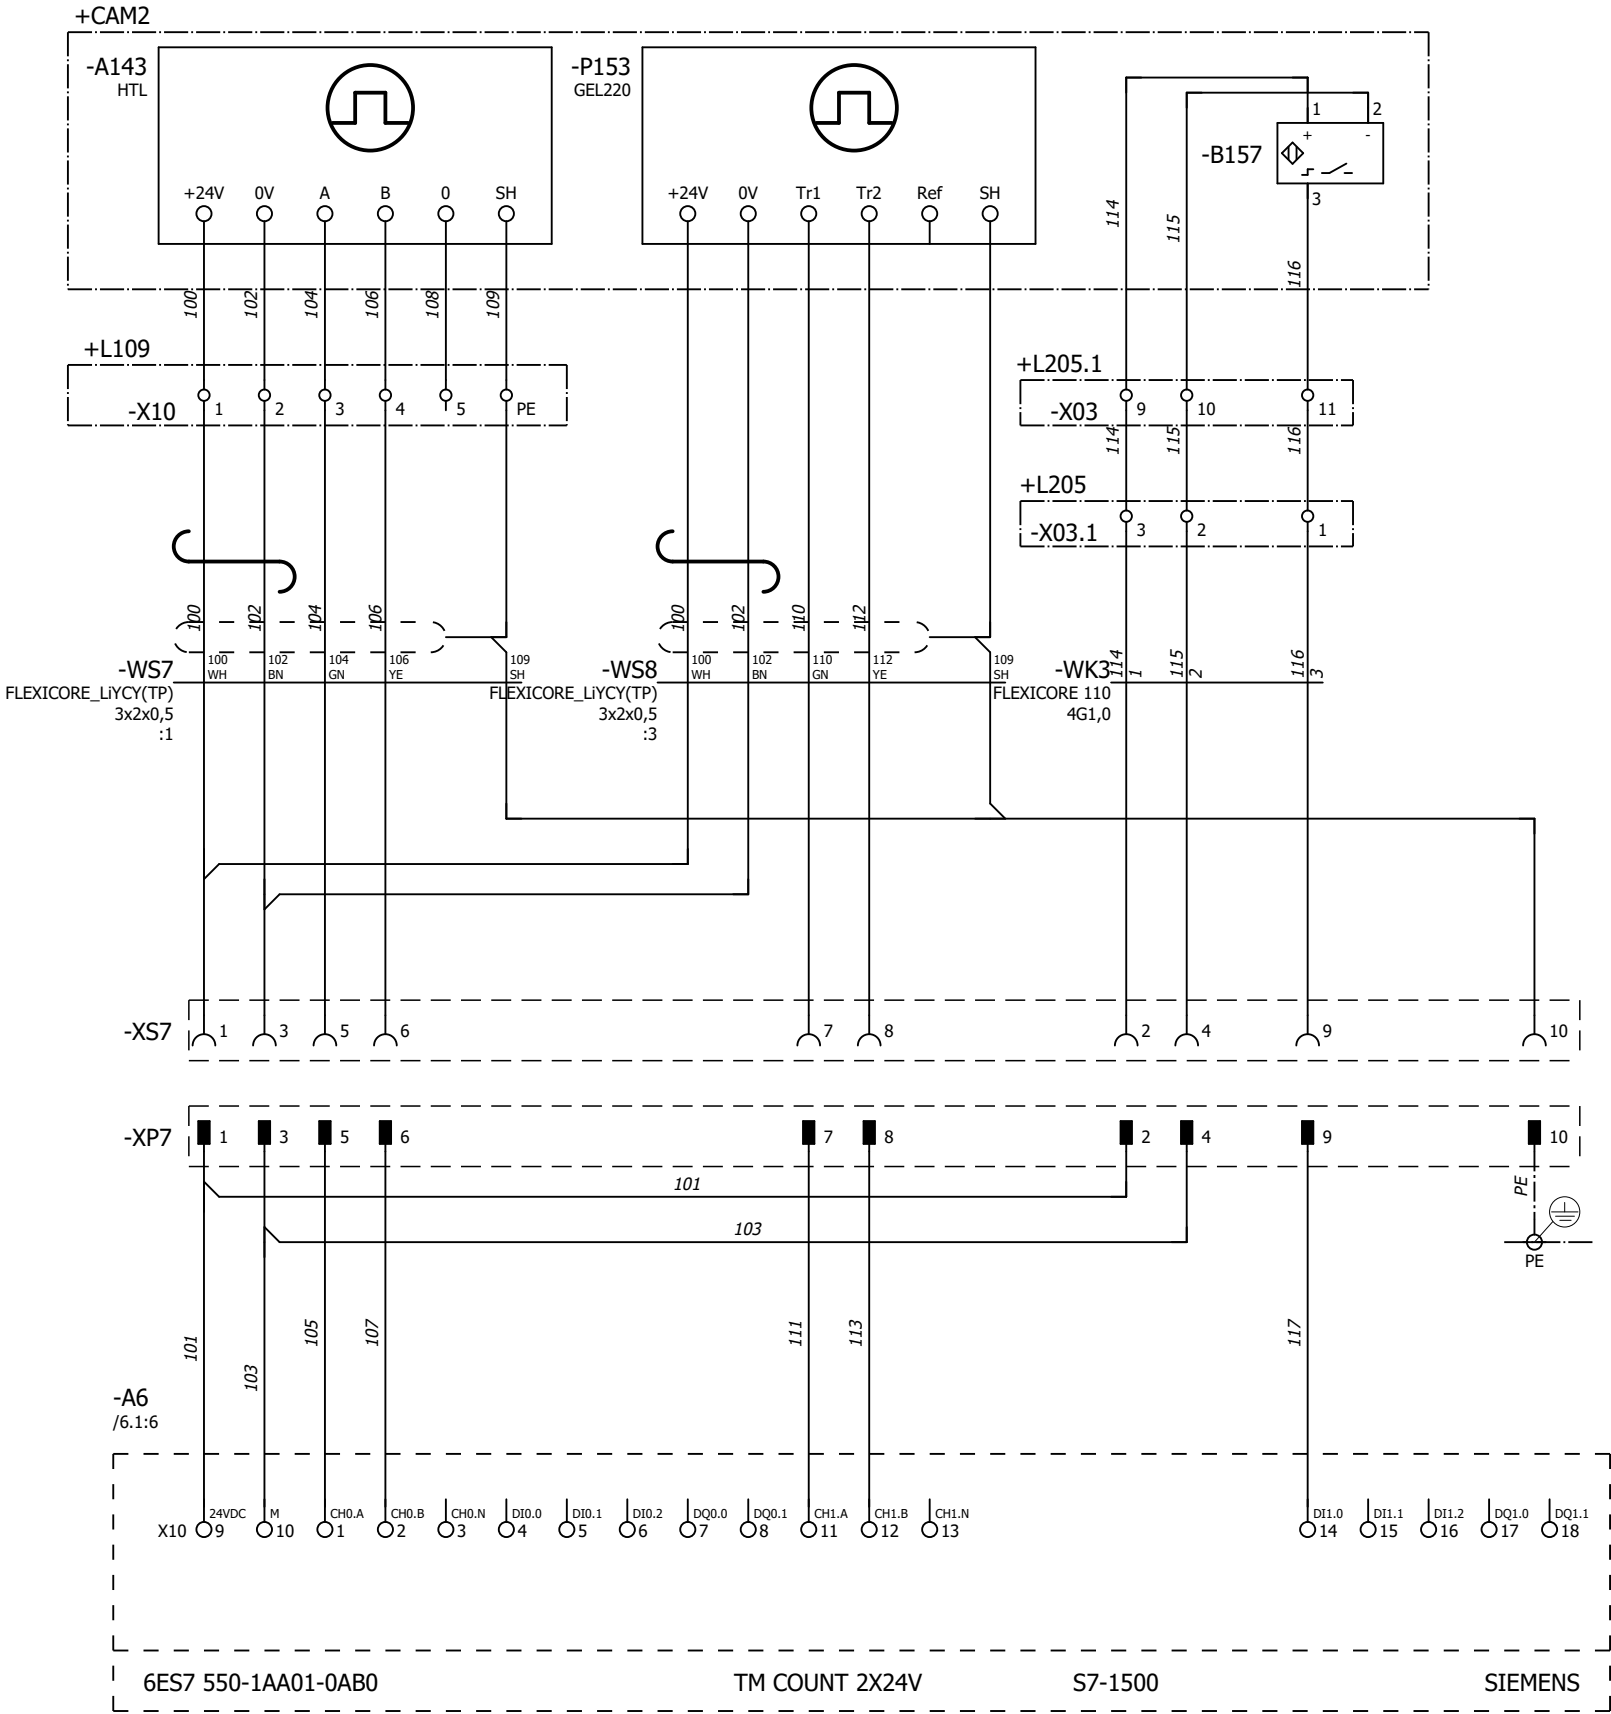 +CAM2
-A143
HTL
-P153
GEL220
1 2
+ -
-B157
3
+24V 0V A B 0 SH
+24V 0V Tr1 Tr2 Ref SH
114 115 116
100 102 104 106 108 109
+L109
-X10 1 2 3 4 5 PE
+L205.1
-X03 9 10 11
114 115 116
+L205
-X03.1 3 2 1
100 102 104 106
100 102 110 112
114 115 116
-WS7
FLEXICORE_LiYCY(TP)
3x2x0,5
:1
100 102 104 106 109
WH BN GN YE SH
-WS8
FLEXICORE_LiYCY(TP)
3x2x0,5
:3
100 102 110 112 109
WH BN GN YE SH
-WK3
FLEXICORE 110
4G1,0
1 2 3
-XS7 1 3 5 6 7 8 2 4 9 10
-XP7 1 3 5 6 7 8 2 4 9 10
101
PE
103
PE
101 103 105 107 111 113 117
-A6
/6.1:6
24VDC M CH0.A CH0.B CH0.N DI0.0 DI0.1 DI0.2 DQ0.0 DQ0.1 CH1.A CH1.B CH1.N DI1.0 DI1.1 DI1.2 DQ1.0 DQ1.1
X10 9 10 1 2 3 4 5 6 7 8 11 12 13 14 15 16 17 18
6ES7 550-1AA01-0AB0 TM COUNT 2X24V S7-1500 SIEMENS